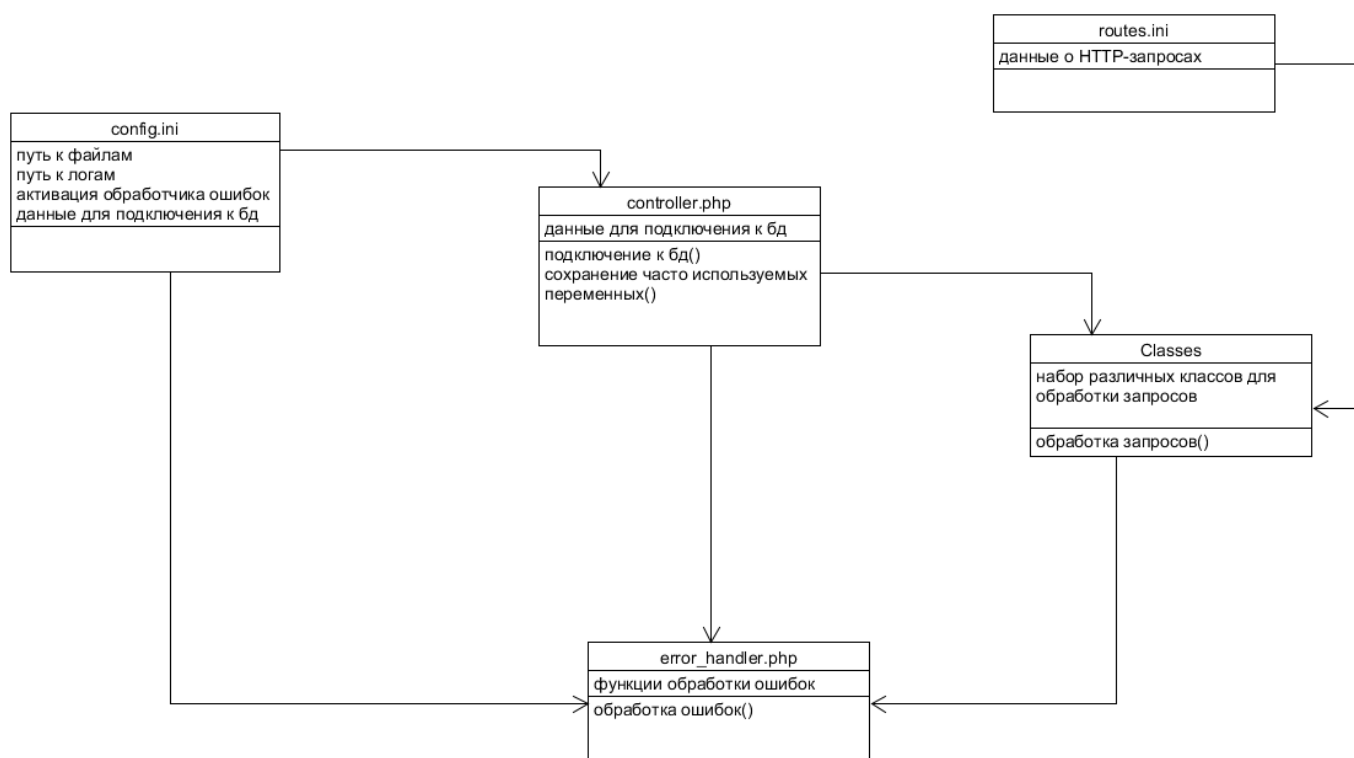 routes.ini
данные о HTTP-запросах
config.ini
путь к файлам
путь к логам
активация обработчика ошибок
данные для подключения к бд
controller.php
данные для подключения к бд
подключение к бд()
сохранение часто используемых
переменных()
Classes
набор различных классов для
обработки запросов
обработка запросов()
error_handler.php
функции обработки ошибок
обработка ошибок()